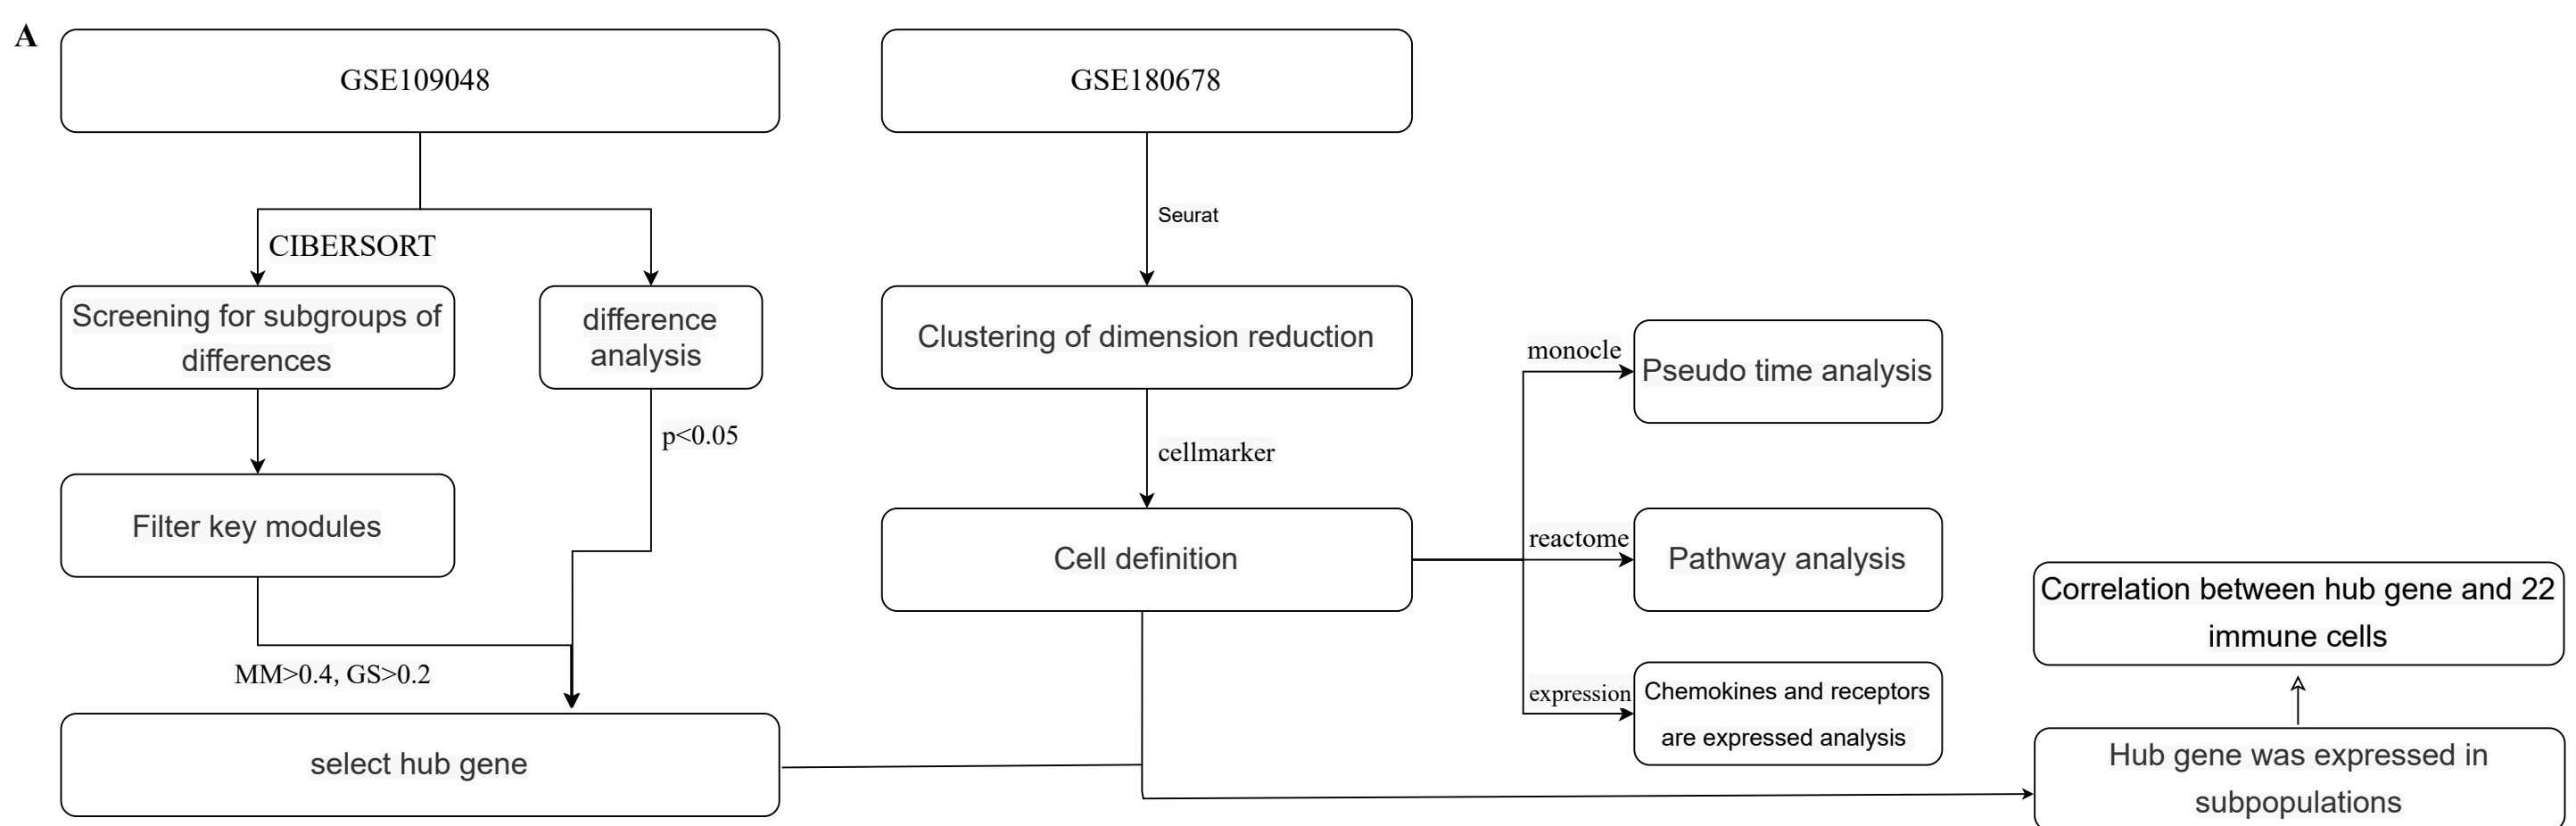 A
GSE109048
GSE180678
CIBERSORT
Seurat
Screening for subgroups of
differences
difference
analysis
Clustering of dimension reduction
monocle
Pseudo time analysis
p<0.05
cellmarker
Filter key modules
Cell definition
reactome
Pathway analysis
Correlation between hub gene and 22
immune cells
MM>0.4, GS>0.2
expression
Chemokines and receptors
are expressed analysis
select hub gene
Hub gene was expressed in
subpopulations